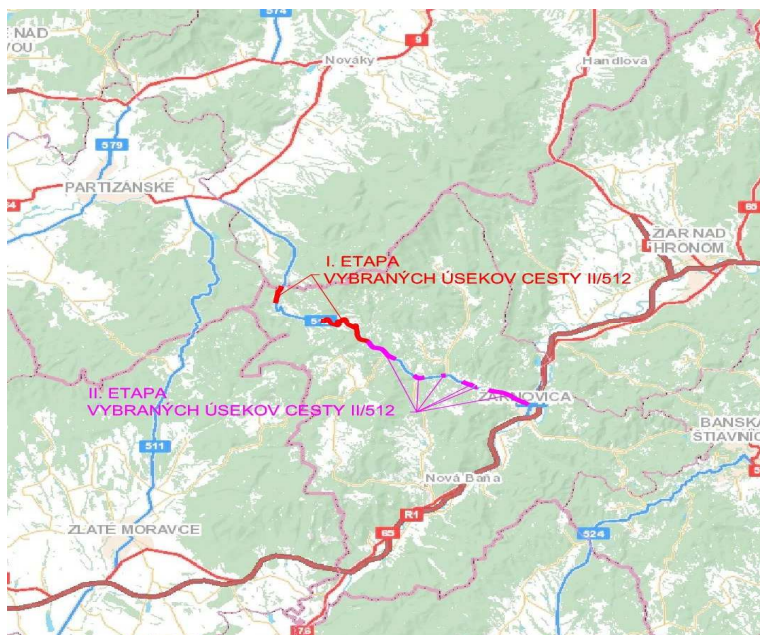 574
E NAD
VOU
9
Nováky
Handlová
579
PARTIZÁNSKE
65
ŽIAR NAD
HRONOM
I. ETAPA
VYBRANÝCH ÚSEKOV CESTY II/512
II. ETAPA
VYBRANÝCH ÚSEKOV CESTY II/512
ŽARNOVICA
BANSKÁ
ŠTIAVNIC
511
Nová Baňa
R1
ZLATÉ MORAVCE
65
524
76